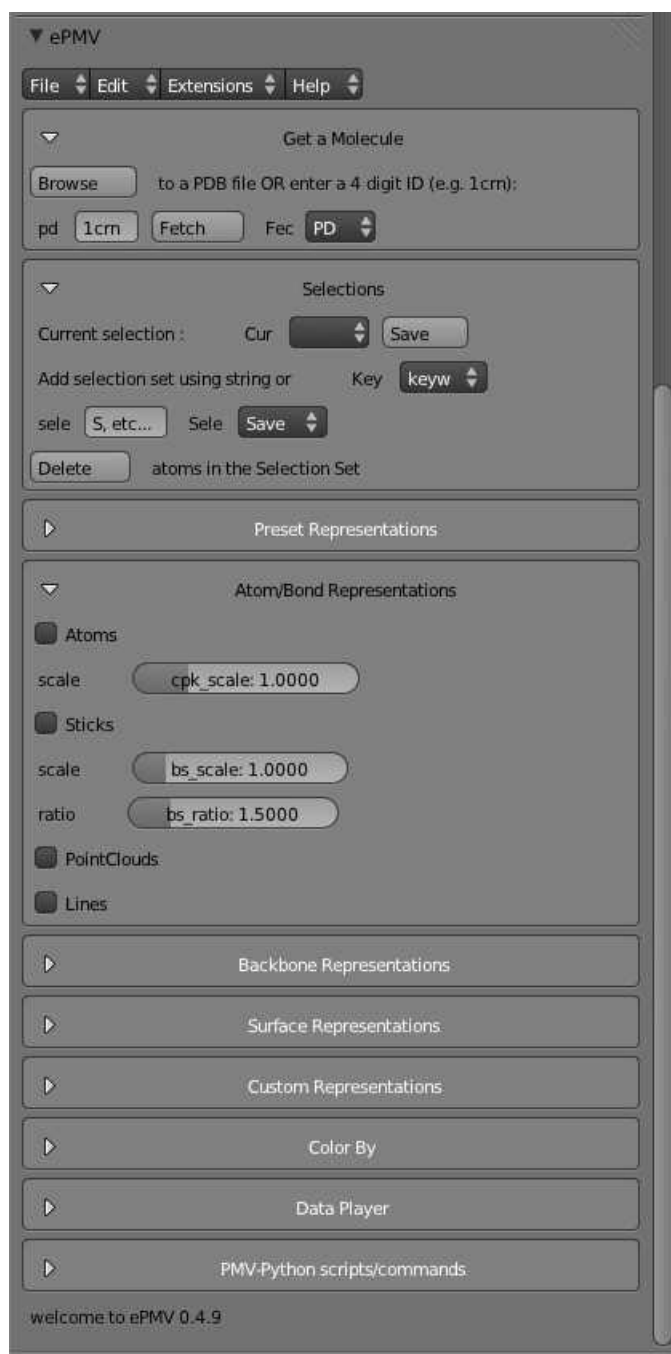 ePMV
File Edit Extensions Help
Get a Molecule
Browse to a PDB file OR enter a 4 digit ID (e.g. 1crn):
pd 1crn Fetch Fec PD
Selections
Current selection : Cur Save
Add selection set using string or Key keyw
sele S, etc... Sele Save
Delete atoms in the Selection Set
Preset Representations
Atom/Bond Representations
Atoms
scale cpk_scale: 1.0000
Sticks
scale bs_scale: 1.0000
ratio bs_ratio: 1.5000
PointClouds
Lines
Backbone Representations
Surface Representations
Custom Representations
Color By
Data Player
PMV-Python scripts/commands
welcome to ePMV 0.4.9